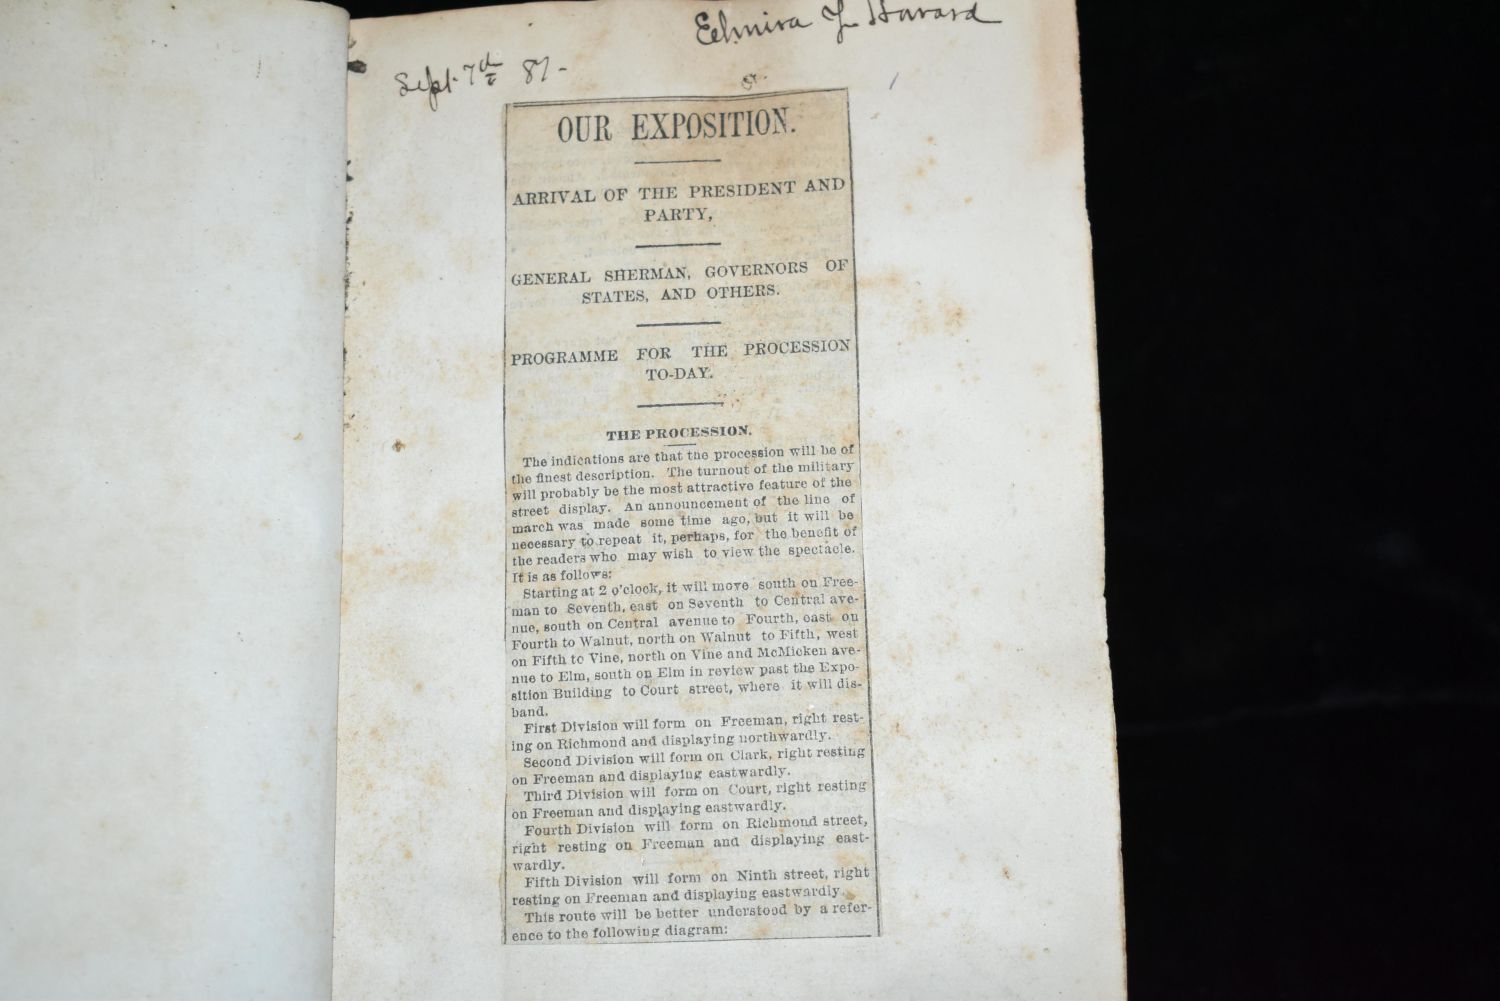 Eelmira L Havard
Sept. 7th 87-
OUR EXPOSITION.
ARRIVAL OF THE PRESIDENT AND
PARTY,
GENERAL SHERMAN, GOVERNORS OF
STATES, AND OTHERS.
PROGRAMME FOR THE PROCESSION
TO-DAY.
THE PROCESSION.
The indications are that the procession will be of
the finest description. The turnout of the military
will probably be the most attractive feature of the
street display. An announcement of the line of
march was made some time ago, but it will be
necessary to repeat it, perhaps, for the benefit of
the readers who may wish to view the spectacle.
It is as follows:
Starting at 2 o'clock, it will move south on Free-
man to Seventh, east on Seventh to Central ave-
nue, south on Central avenue to Fourth, east on
Fourth to Walnut, north on Walnut to Fifth, west
on Fifth to Vine, north on Vine and McMicken ave-
nue to Elm, south on Elm in review past the Expo-
sition Building to Court street, where it will dis-
band.
First Division will form on Freeman, right rest-
ing on Richmond and displaying northwardly.
Second Division will form on Clark, right resting
on Freeman and displaying eastwardly.
Third Division will form on Court, right resting
on Freeman and displaying eastwardly.
Fourth Division will form on Richmond street,
right resting on Freeman and displaying east-
wardly.
Fifth Division will form on Ninth street, right
resting on Freeman and displaying eastwardly.
This route will be better understood by a refer-
ence to the following diagram: